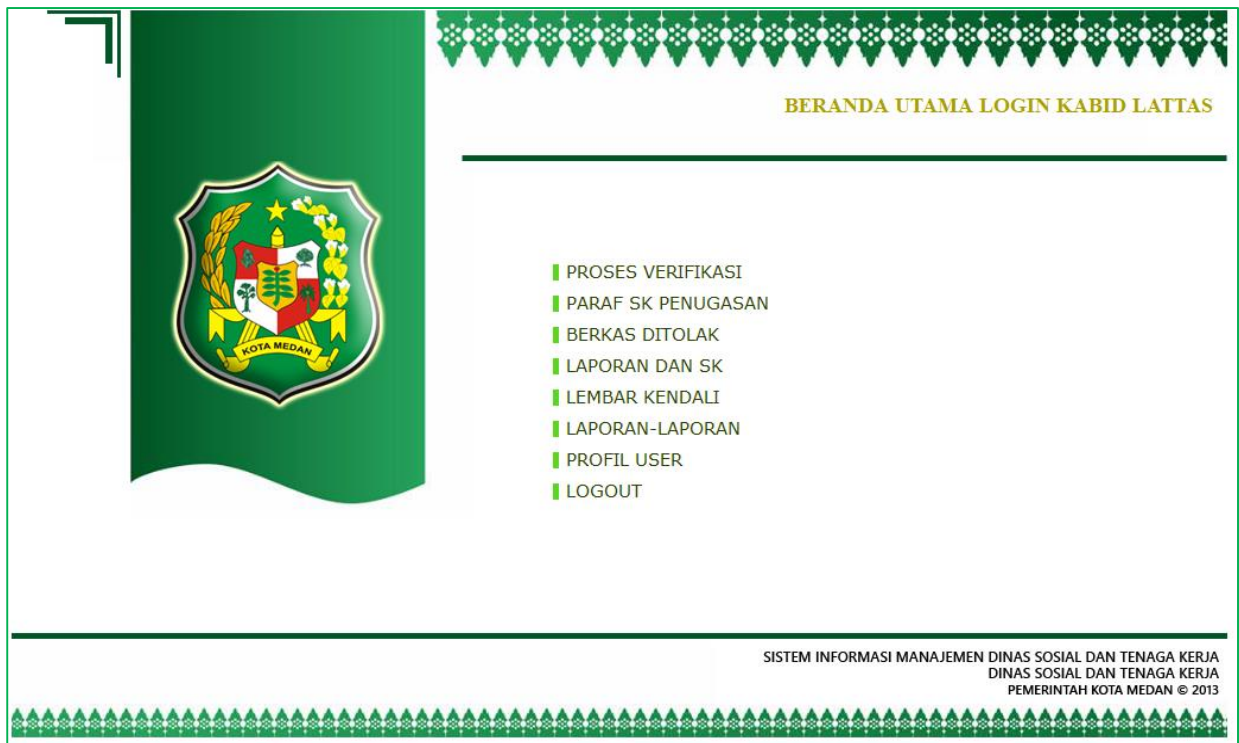 BERANDA UTAMA LOGIN KABID LATTAS
KOTA MEDAN
PROSES VERIFIKASI
PARAF SK PENUGASAN
BERKAS DITOLAK
LAPORAN DAN SK
LEMBAR KENDALI
LAPORAN-LAPORAN
PROFIL USER
LOGOUT
SISTEM INFORMASI MANAJEMEN DINAS SOSIAL DAN TENAGA KERJA
DINAS SOSIAL DAN TENAGA KERJA
PEMERINTAH KOTA MEDAN © 2013